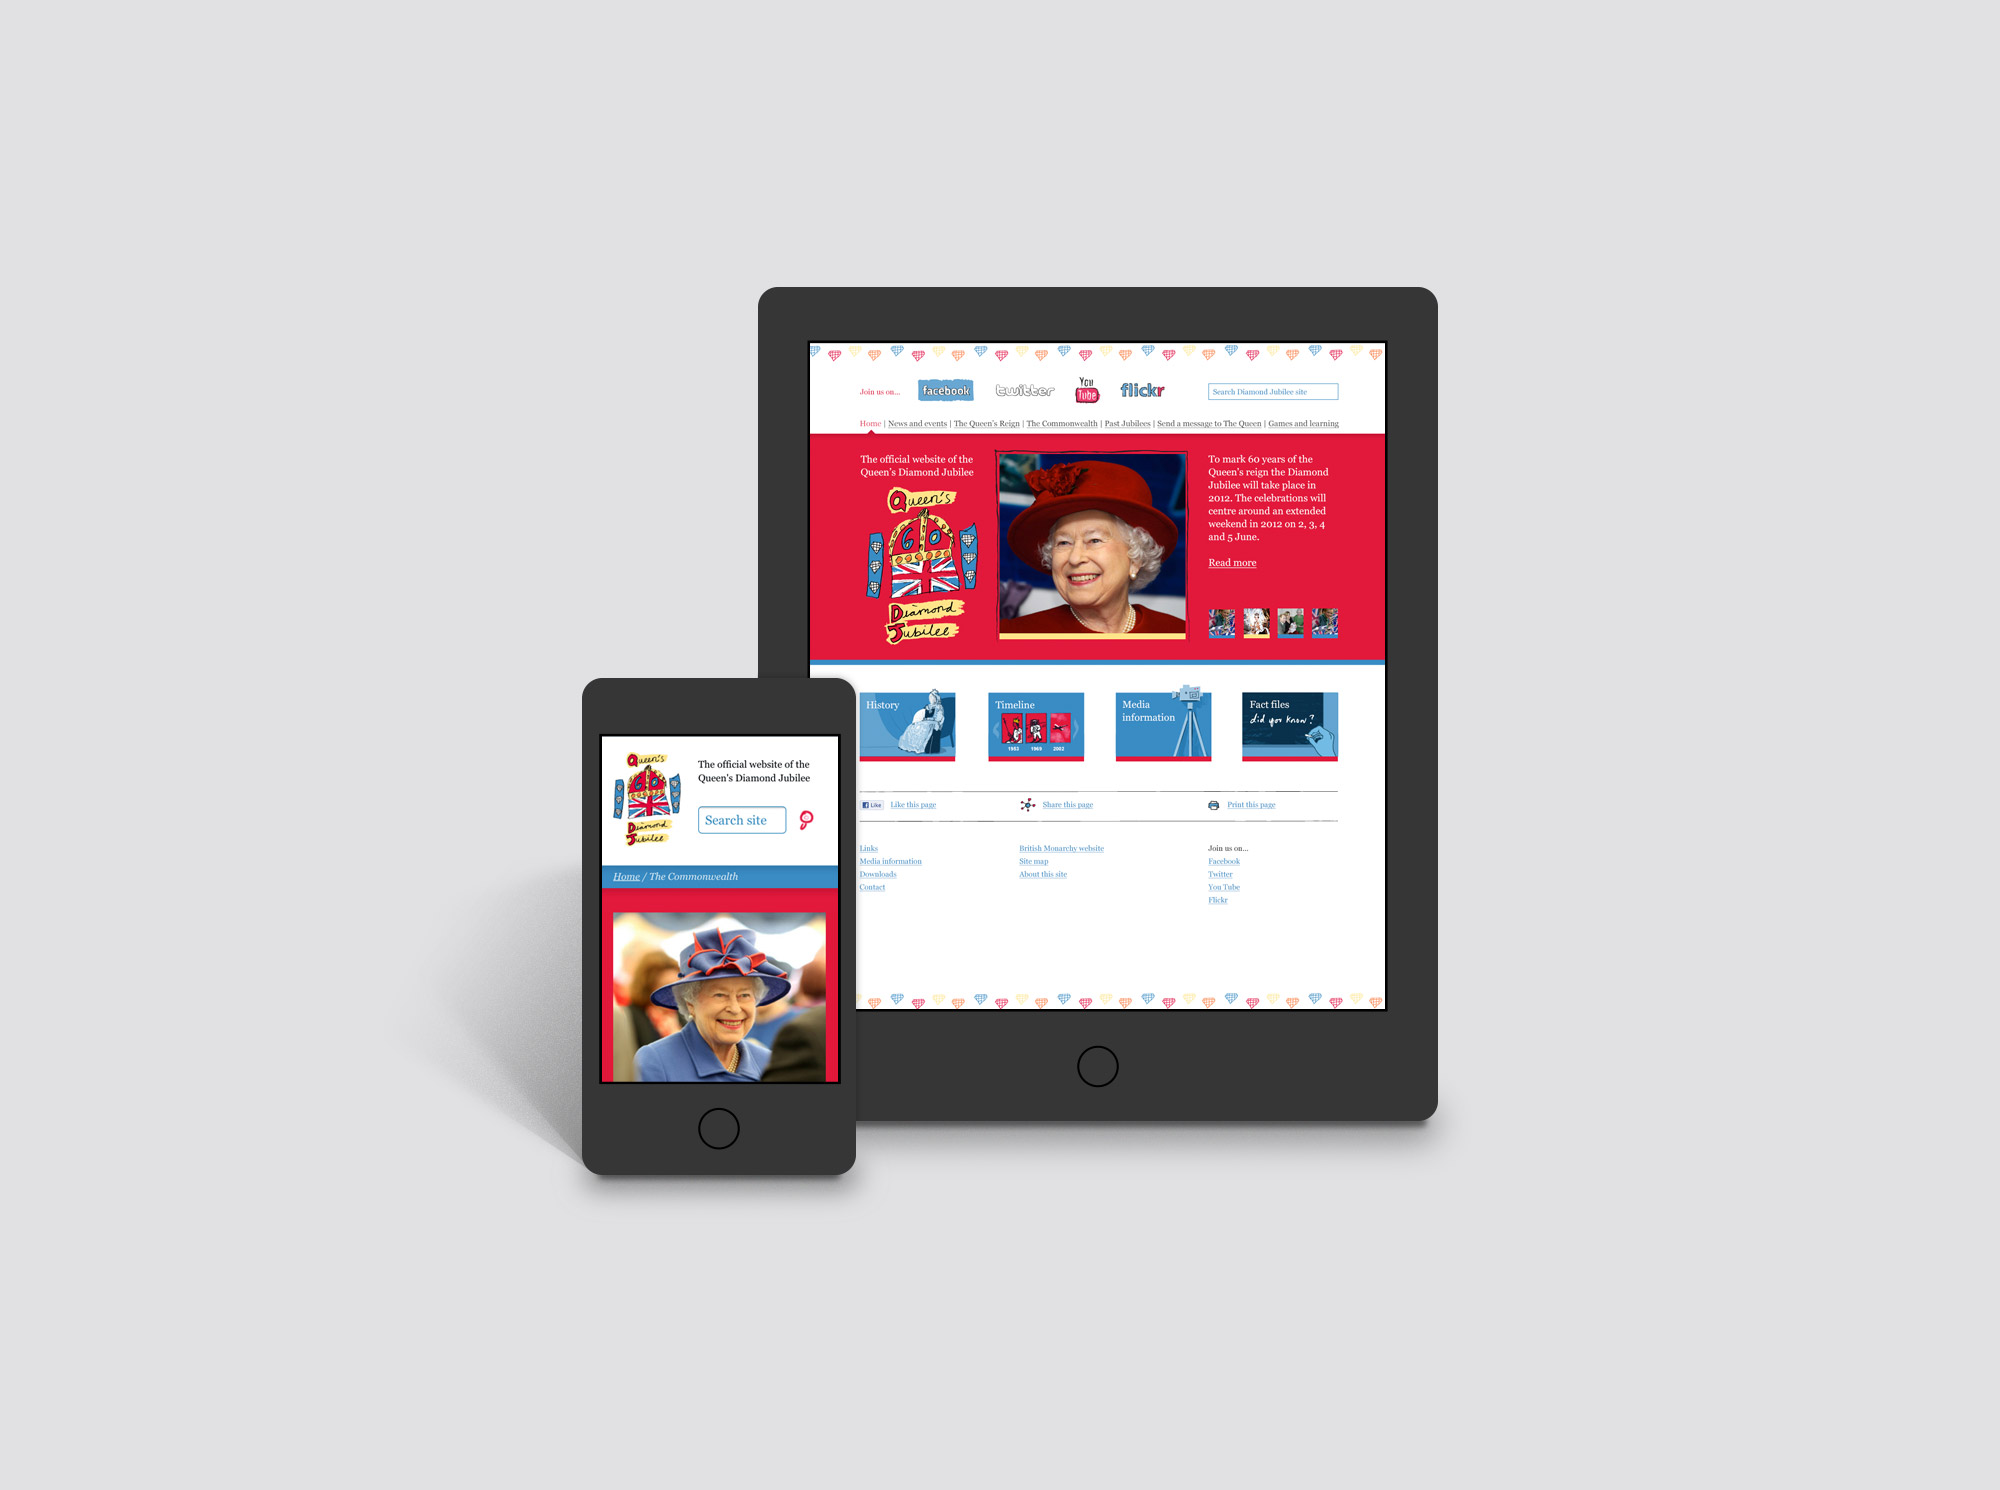 Join us on...
facebook
twitter
You
Tube
flickr
Search Diamond Jubilee site
Home | News and events | The Queen's Reign | The Commonwealth | Past Jubilees | Send a message to The Queen | Games and learning
The official website of the
Queen's Diamond Jubilee
Queen's
60
Diamond
Jubilee
To mark 60 years of the
Queen's reign the Diamond
Jubilee will take place in
2012. The celebrations will
centre around an extended
weekend in 2012 on 2, 3, 4
and 5 June.
Read more
History
Timeline
1953 1969 2002
Media
information
Fact files
did you know?
Like
Like this page
Share this page
Print this page
Links
Media information
Downloads
Contact
British Monarchy website
Site map
About this site
Join us on...
Facebook
Twitter
You Tube
Flickr
Queen's
60
Diamond
Jubilee
The official website of the
Queen's Diamond Jubilee
Search site
Home / The Commonwealth